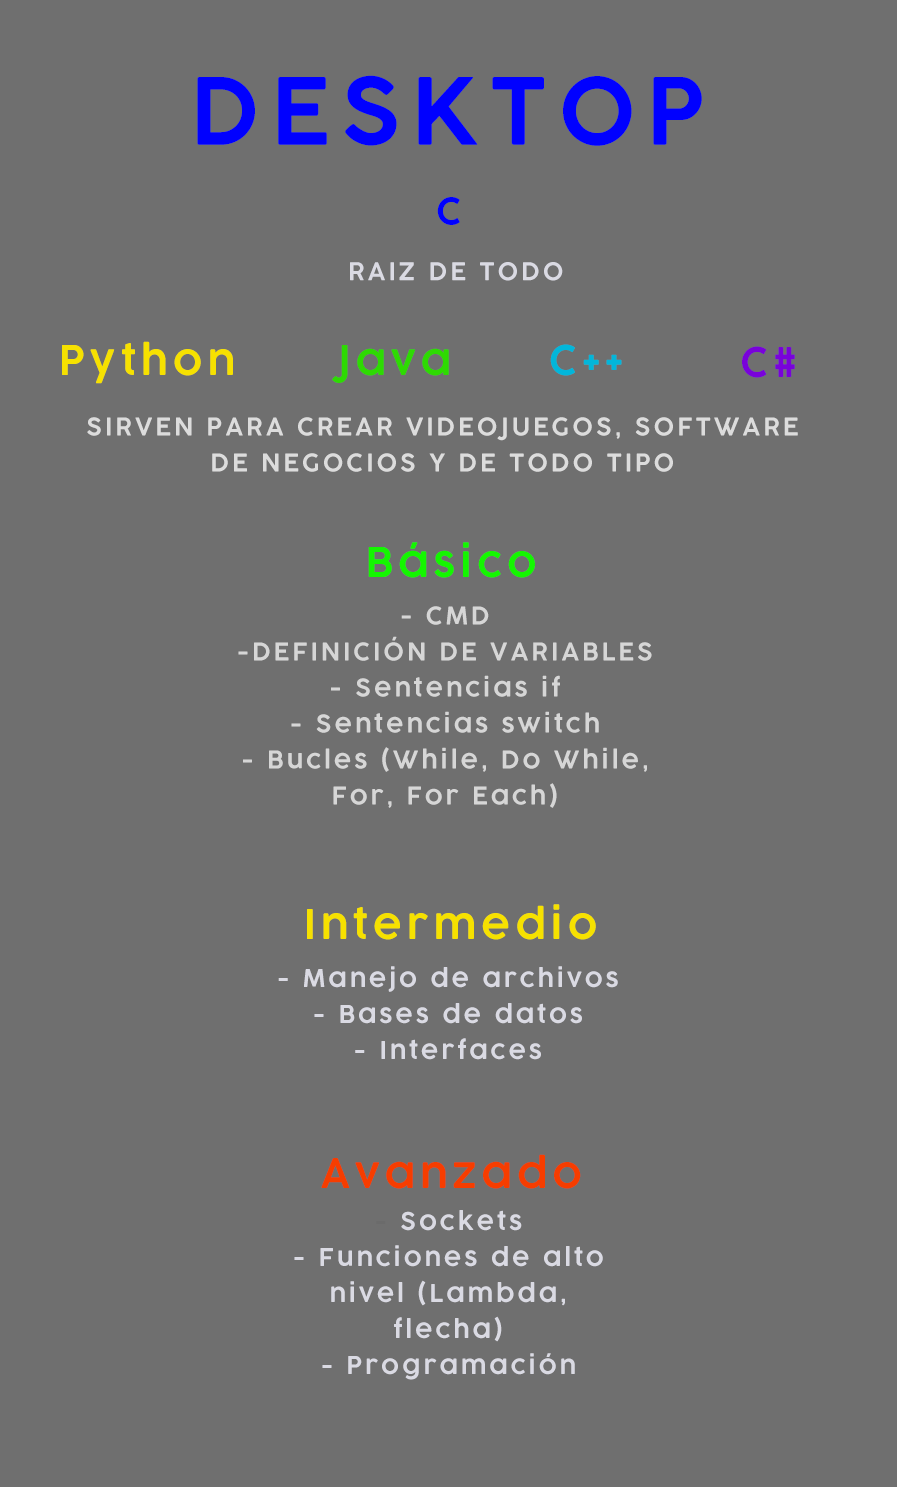 DESKTOP
C
RAIZ DE TODO
Python Java C++ C#
SIRVEN PARA CREAR VIDEOJUEGOS, SOFTWARE
DE NEGOCIOS Y DE TODO TIPO
Básico
- CMD
-DEFINICIÓN DE VARIABLES
- Sentencias if
- Sentencias switch
- Bucles (While, Do While,
For, For Each)
Intermedio
- Manejo de archivos
- Bases de datos
- Interfaces
Avanzado
- Sockets
- Funciones de alto
nivel (Lambda,
flecha)
- Programación